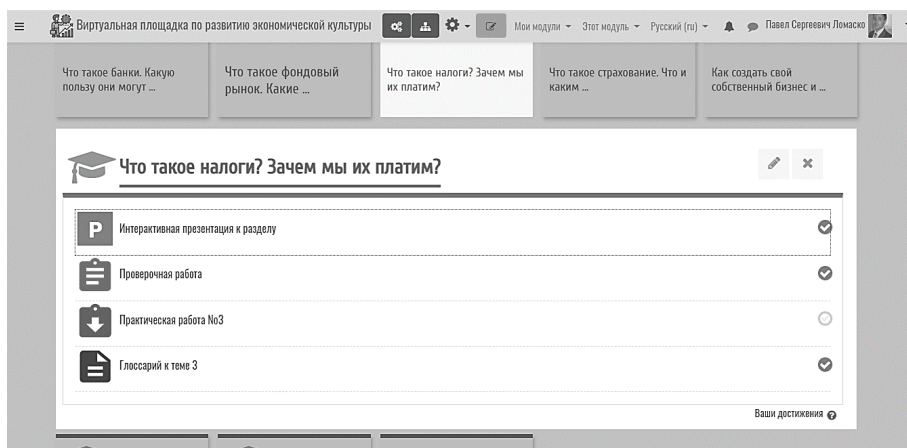 Виртуальная площадка по развитию экономической культуры
Мои модули
Этот модуль
Русский (ru)
Павел Сергеевич Ломаско
Что такое банки. Какую
пользу они могут ...
Что такое фондовый
рынок. Какие ...
Что такое налоги? Зачем мы
их платим?
Что такое страхование. Что и
каким ...
Как создать свой
собственный бизнес и ...
Что такое налоги? Зачем мы их платим?
P
Интерактивная презентация к разделу
Проверочная работа
Практическая работа №3
Глоссарий к теме 3
Ваши достижения